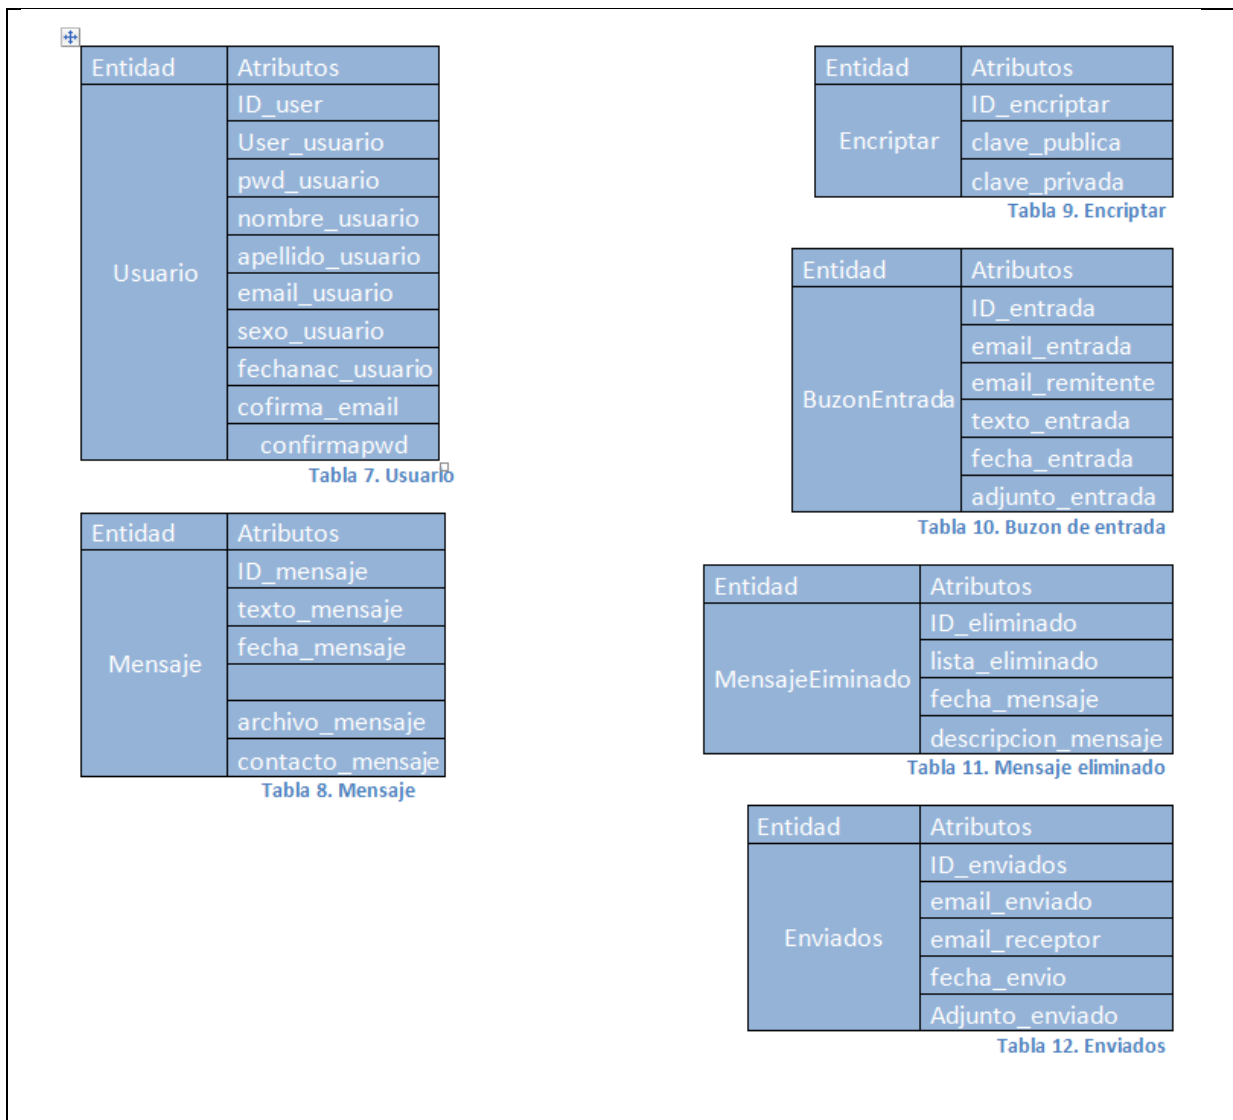 Entidad Atributos
Usuario
ID_user
User_usuario
pwd_usuario
nombre_usuario
apellido_usuario
email_usuario
sexo_usuario
fechanac_usuario
cofirma_email
confirmapwd
Tabla 7. Usuario
Entidad Atributos
Mensaje
ID_mensaje
texto_mensaje
fecha_mensaje
archivo_mensaje
contacto_mensaje
Tabla 8. Mensaje
Entidad Atributos
Encriptar
ID_encriptar
clave_publica
clave_privada
Tabla 9. Encriptar
Entidad Atributos
BuzonEntrada
ID_entrada
email_entrada
email_remitente
texto_entrada
fecha_entrada
adjunto_entrada
Tabla 10. Buzon de entrada
Entidad Atributos
MensajeEiminado
ID_eliminado
lista_eliminado
fecha_mensaje
descripcion_mensaje
Tabla 11. Mensaje eliminado
Entidad Atributos
Enviados
ID_enviados
email_enviado
email_receptor
fecha_envio
Adjunto_enviado
Tabla 12. Enviados